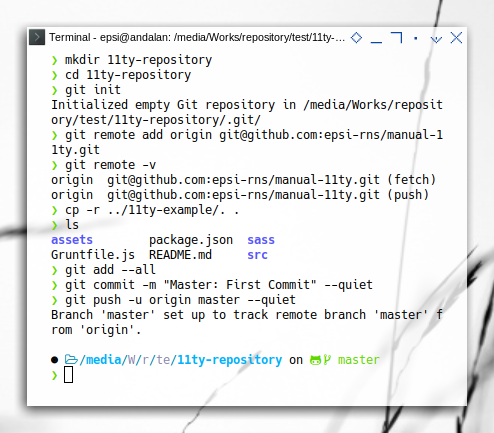 Terminal - epsi@andalan: /media/Works/repository/test/11ty-...
❯ mkdir 11ty-repository
❯ cd 11ty-repository
❯ git init
Initialized empty Git repository in /media/Works/reposit
ory/test/11ty-repository/.git/
❯ git remote add origin git@github.com:epsi-rns/manual-1
1ty.git
❯ git remote -v
origin  git@github.com:epsi-rns/manual-11ty.git (fetch)
origin  git@github.com:epsi-rns/manual-11ty.git (push)
❯ cp -r ../11ty-example/. .
❯ ls
assets        package.json  sass
Gruntfile.js  README.md     src
❯ git add --all
❯ git commit -m "Master: First Commit" --quiet
❯ git push -u origin master --quiet
Branch 'master' set up to track remote branch 'master' f
rom 'origin'.
● /media/W/r/te/11ty-repository on master
❯